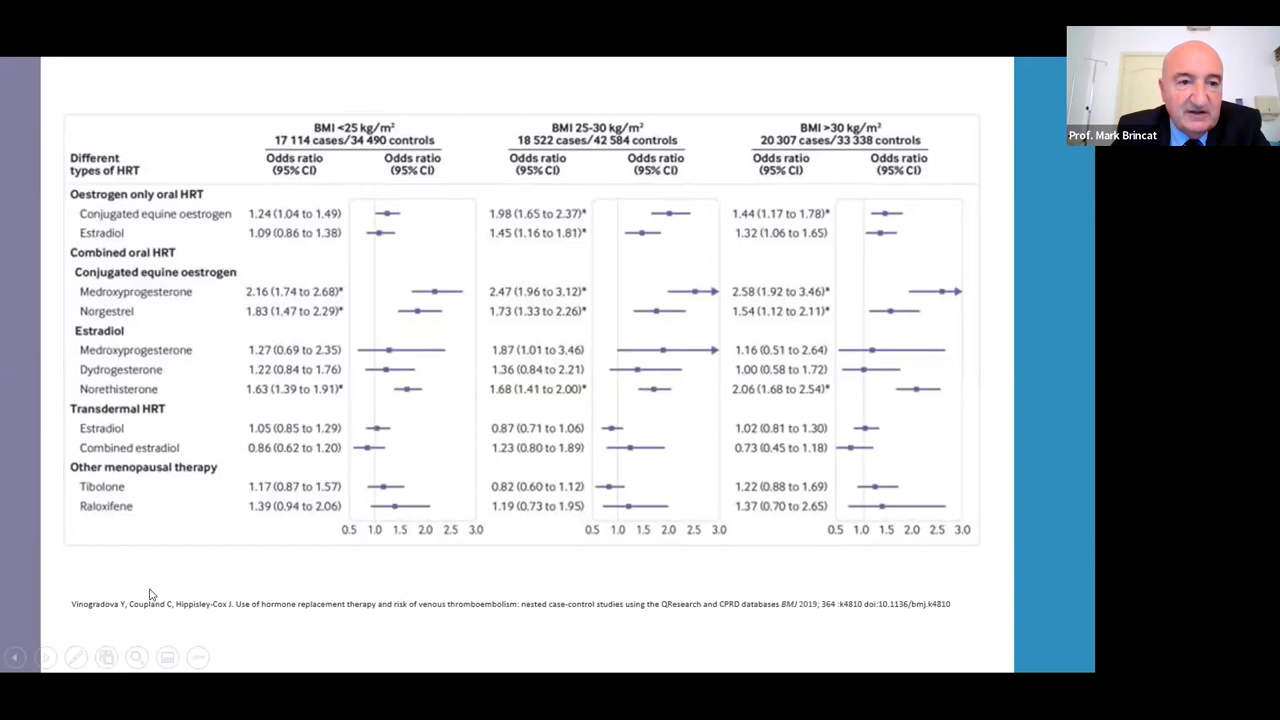 Prof. Mark Brincat
BMI <25 kg/m² BMI 25-30 kg/m² BMI >30 kg/m²
17 114 cases/34 490 controls 18 522 cases/42 584 controls 20 307 cases/33 338 controls
Different Odds ratio Odds ratio Odds ratio Odds ratio Odds ratio Odds ratio
types of HRT (95% CI) (95% CI) (95% CI) (95% CI) (95% CI) (95% CI)
Oestrogen only oral HRT
Conjugated equine oestrogen 1.24 (1.04 to 1.49) 1.98 (1.65 to 2.37)* 1.44 (1.17 to 1.78)*
Estradiol 1.09 (0.86 to 1.38) 1.45 (1.16 to 1.81)* 1.32 (1.06 to 1.65)
Combined oral HRT
Conjugated equine oestrogen
Medroxyprogesterone 2.16 (1.74 to 2.68)* 2.47 (1.96 to 3.12)* 2.58 (1.92 to 3.46)*
Norgestrel 1.83 (1.47 to 2.29)* 1.73 (1.33 to 2.26)* 1.54 (1.12 to 2.11)*
Estradiol
Medroxyprogesterone 1.27 (0.69 to 2.35) 1.87 (1.01 to 3.46) 1.16 (0.51 to 2.64)
Dydrogesterone 1.22 (0.84 to 1.76) 1.36 (0.84 to 2.21) 1.00 (0.58 to 1.72)
Norethisterone 1.63 (1.39 to 1.91)* 1.68 (1.41 to 2.00)* 2.06 (1.68 to 2.54)*
Transdermal HRT
Estradiol 1.05 (0.85 to 1.29) 0.87 (0.71 to 1.06) 1.02 (0.81 to 1.30)
Combined estradiol 0.86 (0.62 to 1.20) 1.23 (0.80 to 1.89) 0.73 (0.45 to 1.18)
Other menopausal therapy
Tibolone 1.17 (0.87 to 1.57) 0.82 (0.60 to 1.12) 1.22 (0.88 to 1.69)
Raloxifene 1.39 (0.94 to 2.06) 1.19 (0.73 to 1.95) 1.37 (0.70 to 2.65)
0.5 1.0 1.5 2.0 2.5 3.0 0.5 1.0 1.5 2.0 2.5 3.0 0.5 1.0 1.5 2.0 2.5 3.0
Vinogradova Y, Coupland C, Hippisley-Cox J. Use of hormone replacement therapy and risk of venous thromboembolism: nested case-control studies using the QResearch and CPRD databases BMJ 2019; 364 :k4810 doi:10.1136/bmj.k4810